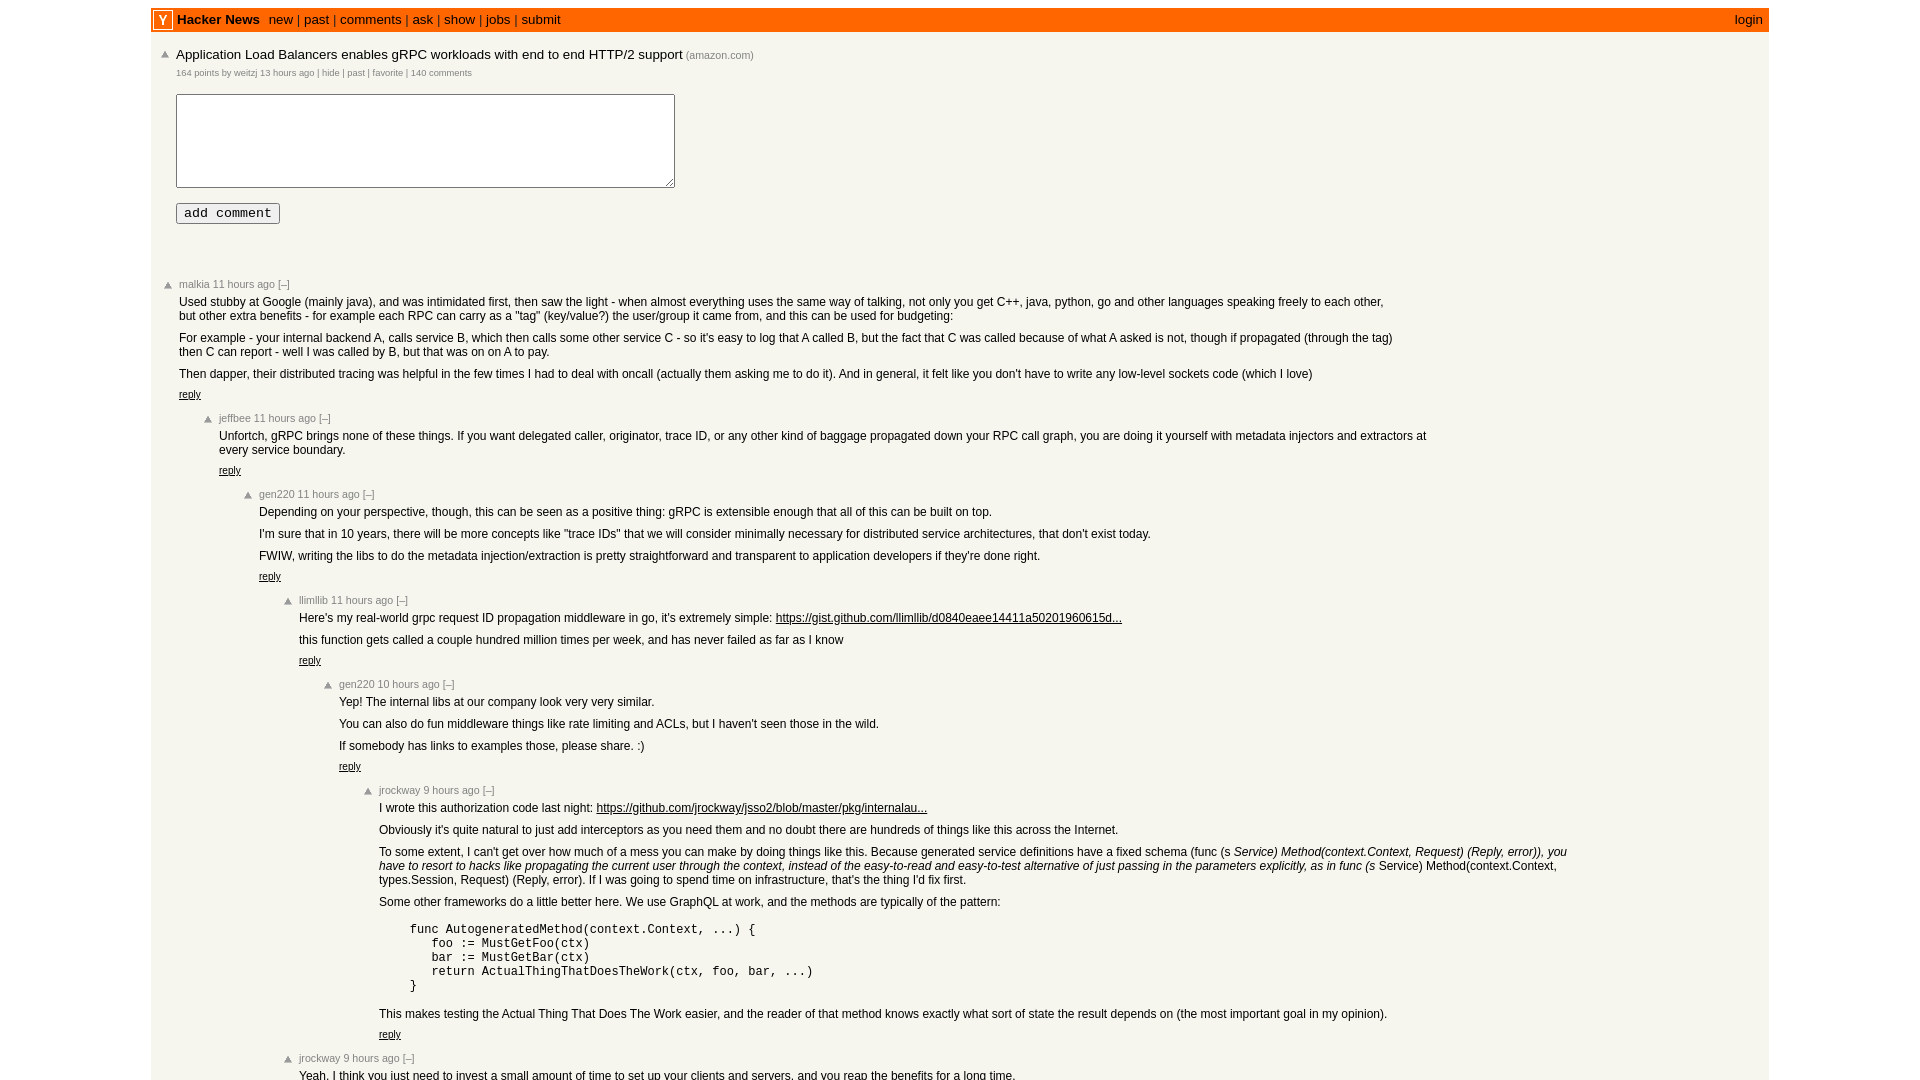 Y Hacker News new | past | comments | ask | show | jobs | submit login
Application Load Balancers enables gRPC workloads with end to end HTTP/2 support (amazon.com)
164 points by weitzj 13 hours ago | hide | past | favorite | 140 comments
add comment
malkia 11 hours ago [–]
Used stubby at Google (mainly java), and was intimidated first, then saw the light - when almost everything uses the same way of talking, not only you get C++, java, python, go and other languages speaking freely to each other,
but other extra benefits - for example each RPC can carry as a "tag" (key/value?) the user/group it came from, and this can be used for budgeting:
For example - your internal backend A, calls service B, which then calls some other service C - so it's easy to log that A called B, but the fact that C was called because of what A asked is not, though if propagated (through the tag)
then C can report - well I was called by B, but that was on on A to pay.
Then dapper, their distributed tracing was helpful in the few times I had to deal with oncall (actually them asking me to do it). And in general, it felt like you don't have to write any low-level sockets code (which I love)
reply
jeffbee 11 hours ago [–]
Unfortch, gRPC brings none of these things. If you want delegated caller, originator, trace ID, or any other kind of baggage propagated down your RPC call graph, you are doing it yourself with metadata injectors and extractors at
every service boundary.
reply
gen220 11 hours ago [–]
Depending on your perspective, though, this can be seen as a positive thing: gRPC is extensible enough that all of this can be built on top.
I'm sure that in 10 years, there will be more concepts like "trace IDs" that we will consider minimally necessary for distributed service architectures, that don't exist today.
FWIW, writing the libs to do the metadata injection/extraction is pretty straightforward and transparent to application developers if they're done right.
reply
llimllib 11 hours ago [–]
Here's my real-world grpc request ID propagation middleware in go, it's extremely simple: https://gist.github.com/llimllib/d0840eaee14411a50201960615d...
this function gets called a couple hundred million times per week, and has never failed as far as I know
reply
gen220 10 hours ago [–]
Yep! The internal libs at our company look very very similar.
You can also do fun middleware things like rate limiting and ACLs, but I haven't seen those in the wild.
If somebody has links to examples those, please share. :)
reply
jrockway 9 hours ago [–]
I wrote this authorization code last night: https://github.com/jrockway/jsso2/blob/master/pkg/internalau...
Obviously it's quite natural to just add interceptors as you need them and no doubt there are hundreds of things like this across the Internet.
To some extent, I can't get over how much of a mess you can make by doing things like this. Because generated service definitions have a fixed schema (func (s Service) Method(context.Context, Request) (Reply, error)), you
have to resort to hacks like propagating the current user through the context, instead of the easy-to-read and easy-to-test alternative of just passing in the parameters explicitly, as in func (s Service) Method(context.Context,
types.Session, Request) (Reply, error). If I was going to spend time on infrastructure, that's the thing I'd fix first.
Some other frameworks do a little better here. We use GraphQL at work, and the methods are typically of the pattern:
func AutogeneratedMethod(context.Context, ...) {
foo := MustGetFoo(ctx)
bar := MustGetBar(ctx)
return ActualThingThatDoesTheWork(ctx, foo, bar, ...)
}
This makes testing the Actual Thing That Does The Work easier, and the reader of that method knows exactly what sort of state the result depends on (the most important goal in my opinion).
reply
jrockway 9 hours ago [–]
Yeah, I think you just need to invest a small amount of time to set up your clients and servers, and you reap the benefits for a long time.